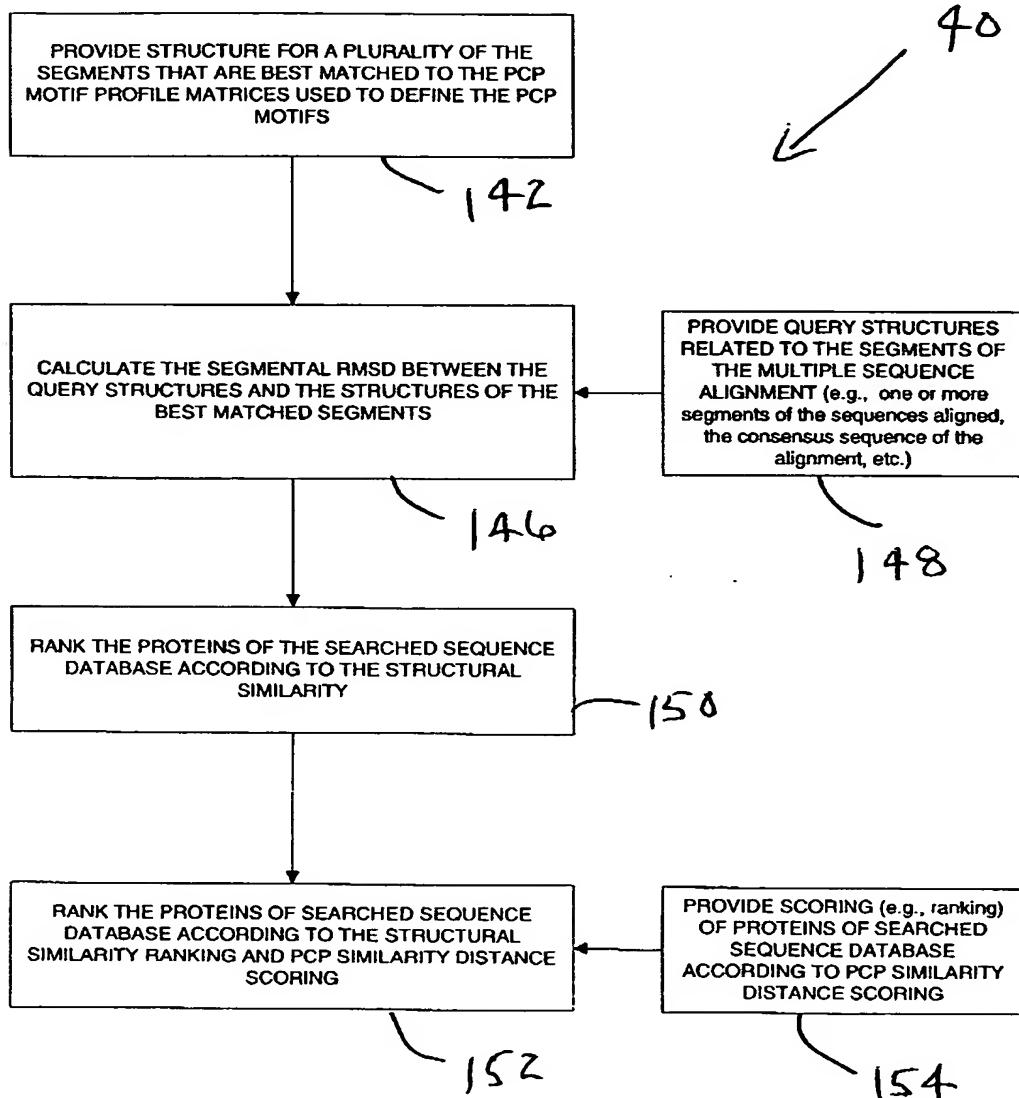 40
PROVIDE STRUCTURE FOR A PLURALITY OF THE
SEGMENTS THAT ARE BEST MATCHED TO THE PCP
MOTIF PROFILE MATRICES USED TO DEFINE THE PCP
MOTIFS
142
CALCULATE THE SEGMENTAL RMSD BETWEEN THE
QUERY STRUCTURES AND THE STRUCTURES OF THE
BEST MATCHED SEGMENTS
146
PROVIDE QUERY STRUCTURES
RELATED TO THE SEGMENTS OF
THE MULTIPLE SEQUENCE
ALIGNMENT (e.g., one or more
segments of the sequences aligned,
the consensus sequence of the
alignment, etc.)
148
RANK THE PROTEINS OF THE SEARCHED SEQUENCE
DATABASE ACCORDING TO THE STRUCTURAL
SIMILARITY
150
RANK THE PROTEINS OF SEARCHED SEQUENCE
DATABASE ACCORDING TO THE STRUCTURAL
SIMILARITY RANKING AND PCP SIMILARITY DISTANCE
SCORING
152
PROVIDE SCORING (e.g., ranking)
OF PROTEINS OF SEARCHED
SEQUENCE DATABASE
ACCORDING TO PCP SIMILARITY
DISTANCE SCORING
154